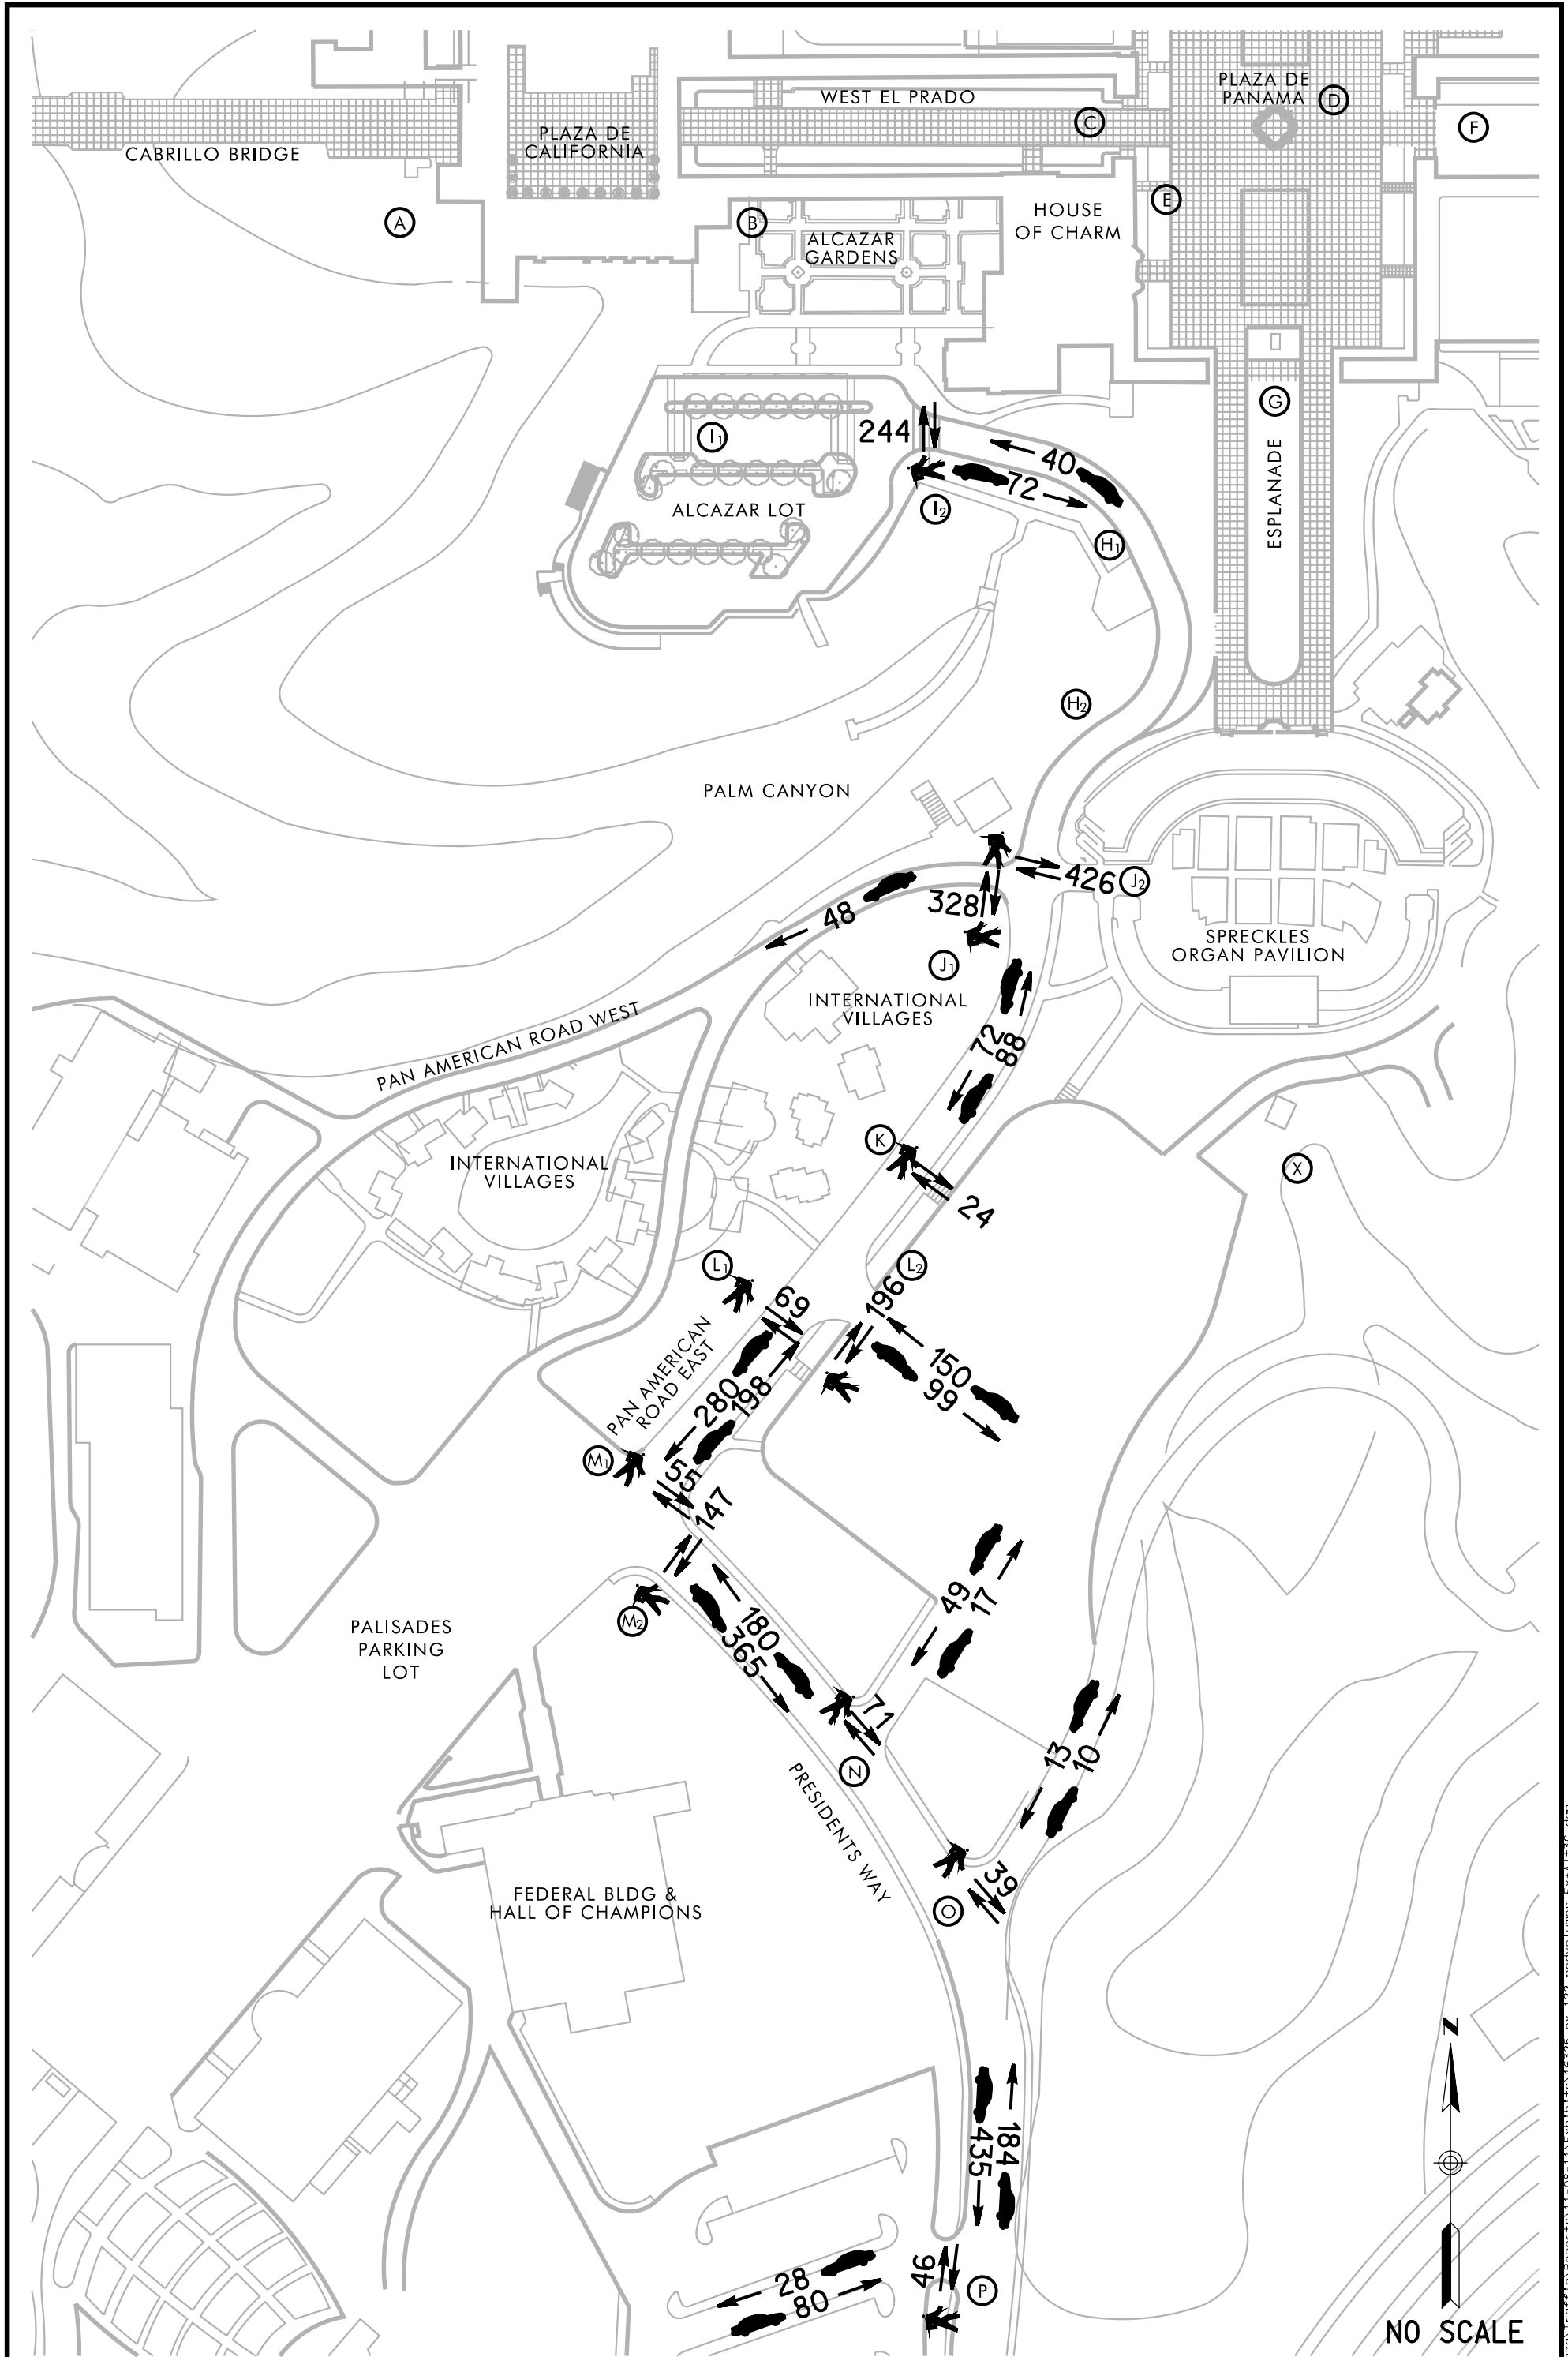 PLAZA DE
PANAMA
D
WEST EL PRADO
C
F
PLAZA DE
CALIFORNIA
CABRILLO BRIDGE
E
A
B
HOUSE
OF CHARM
ALCAZAR
GARDENS
G
244
I1
40
72
ESPLANADE
ALCAZAR LOT
I2
H1
H2
PALM CANYON
426
J2
328
48
SPRECKLES
ORGAN PAVILION
J1
INTERNATIONAL
VILLAGES
PAN AMERICAN ROAD WEST
72
88
K
INTERNATIONAL
VILLAGES
X
24
L1
L2
69
196
PAN AMERICAN
ROAD EAST
150
99
280
198
M1
55
147
49
17
M2
PALISADES
PARKING
LOT
180
365
71
13
10
N
PRESIDENTS WAY
39
FEDERAL BLDG &
HALL OF CHAMPIONS
O
N
184
435
46
P
28
80
NO SCALE